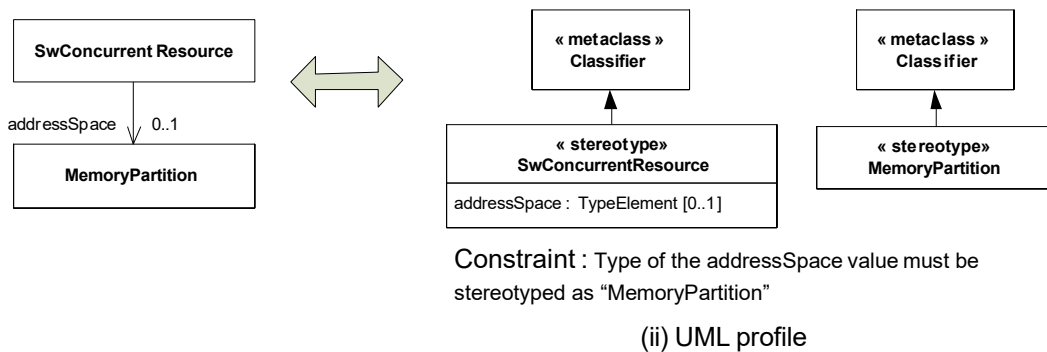 SwConcurrent Resource
addressSpace 0..1
MemoryPartition
« metaclass »
Classifier
« stereotype»
SwConcurrentResource
addressSpace : TypeElement [0..1]
« metaclass »
Classifier
« stereotype»
MemoryPartition
Constraint : Type of the addressSpace value must be
stereotyped as “MemoryPartition”
(ii) UML profile